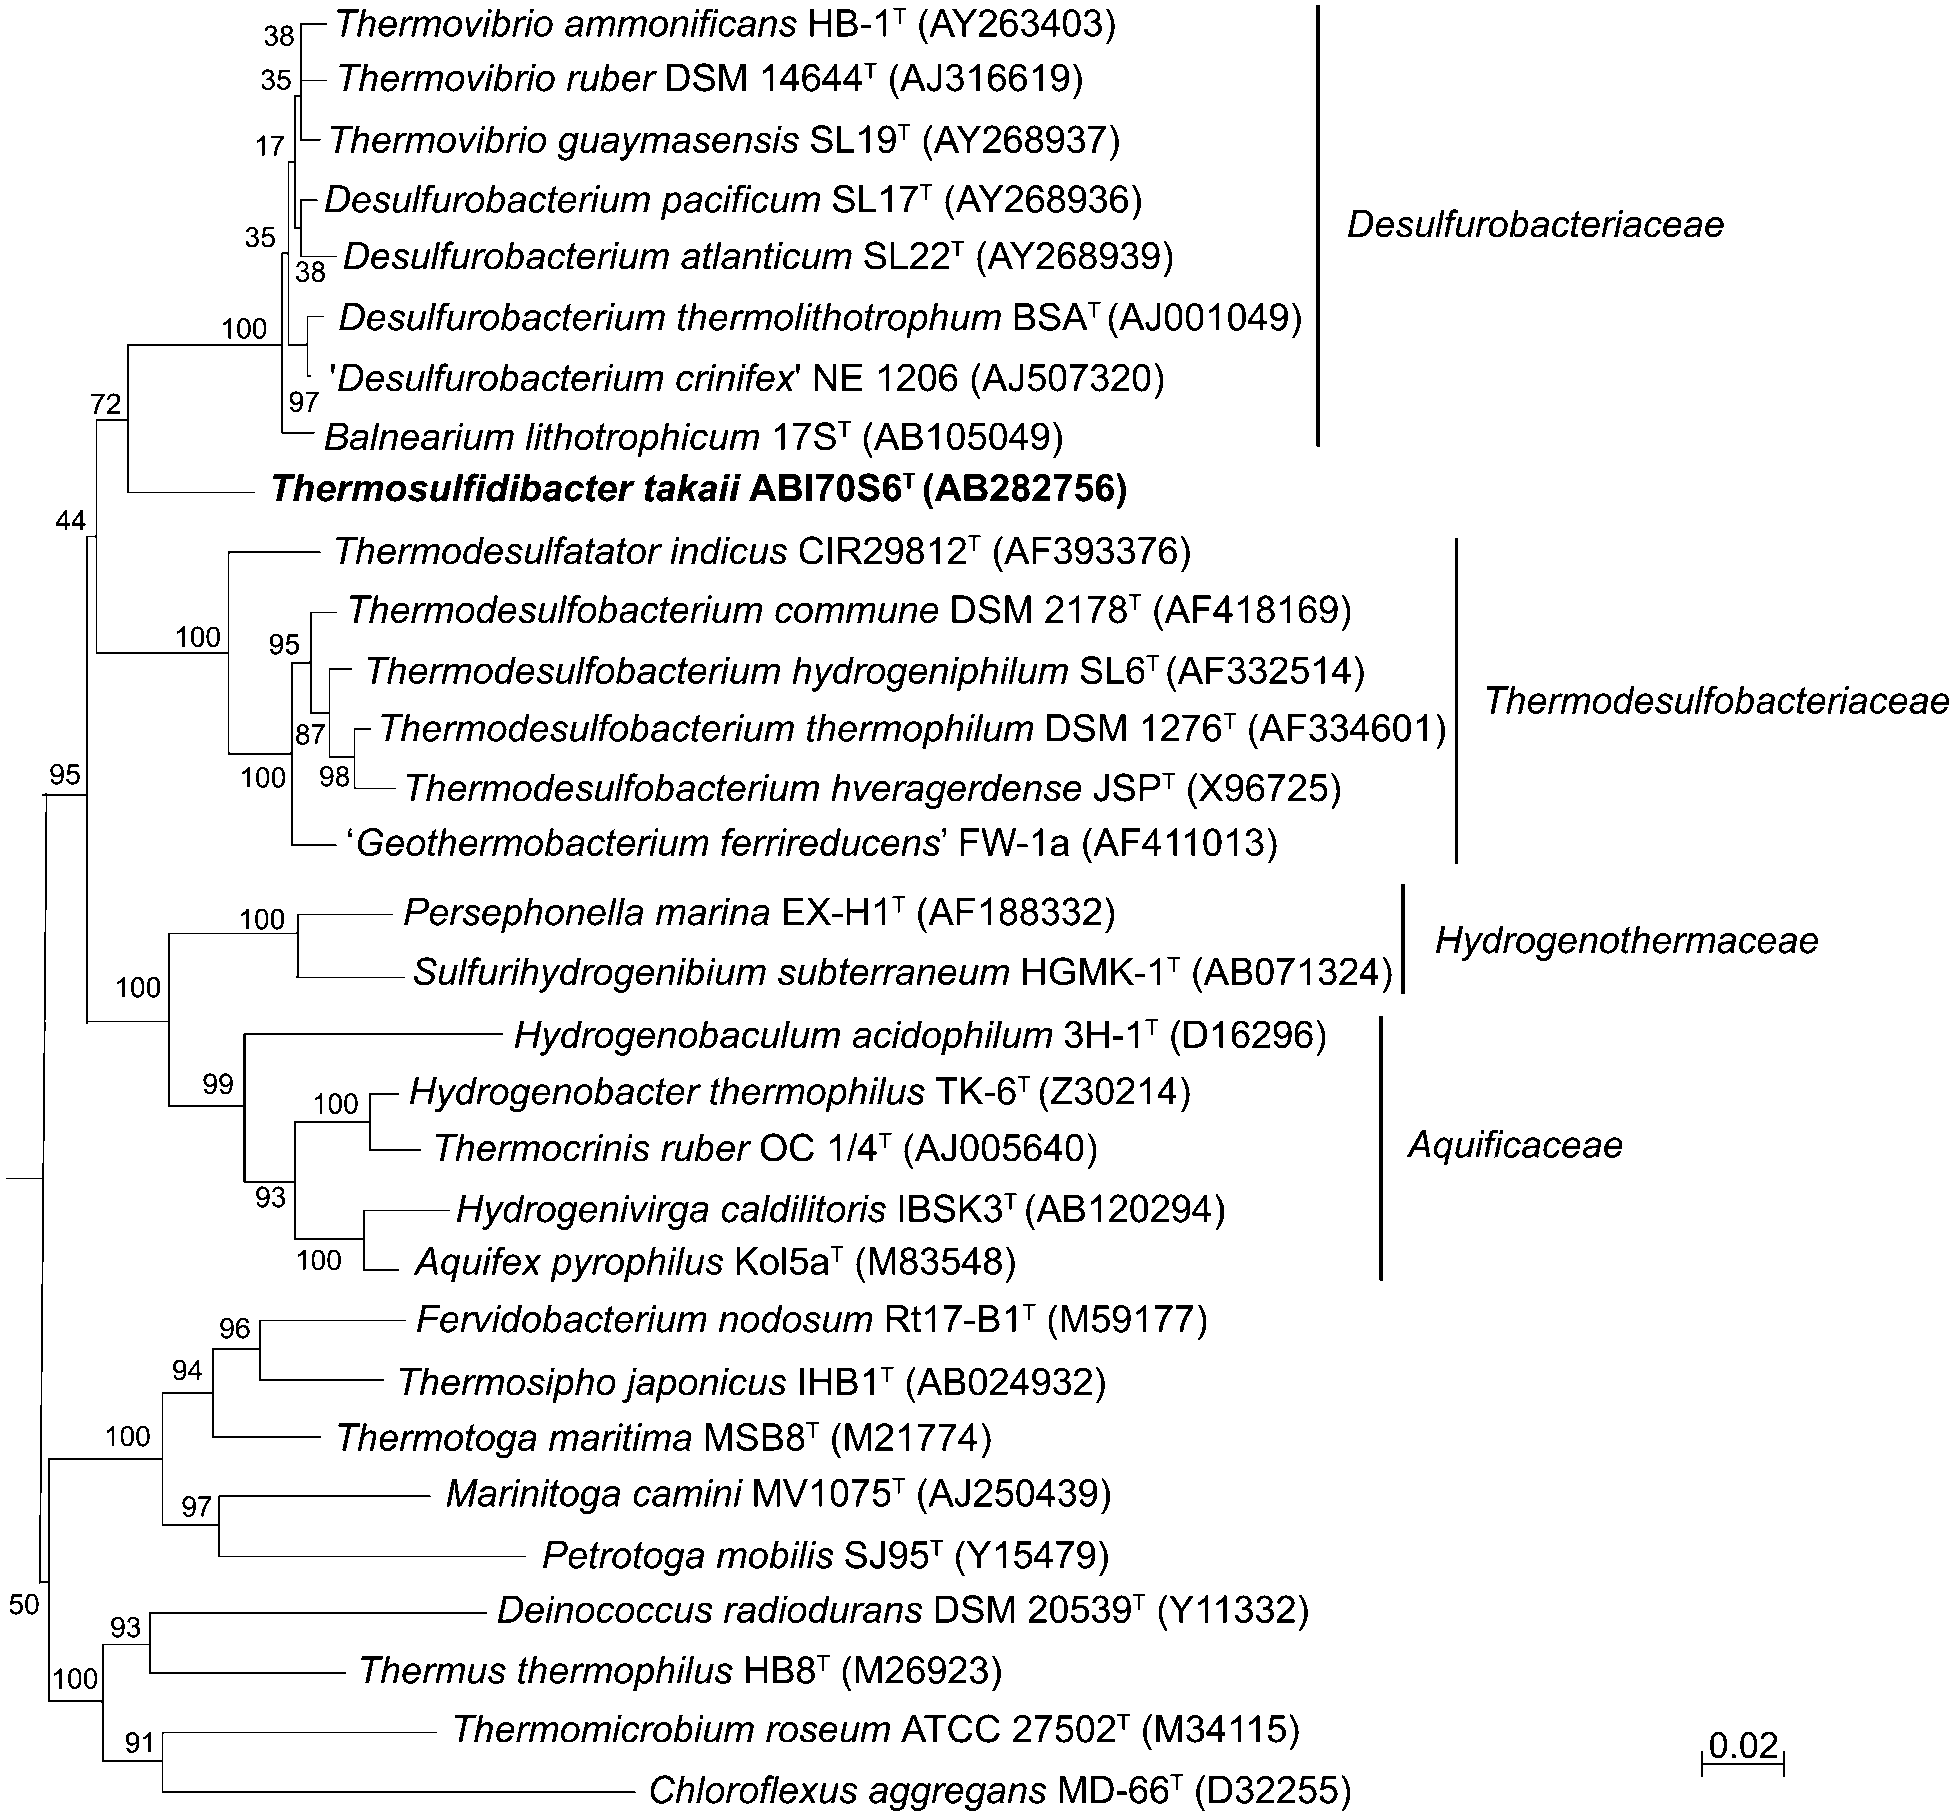 Thermovibrio ammonificans HB-1ᵀ (AY263403)
38
Thermovibrio ruber DSM 14644ᵀ (AJ316619)
35
Thermovibrio guaymasensis SL19ᵀ (AY268937)
17
Desulfurobacterium pacificum SL17ᵀ (AY268936)
Desulfurobacteriaceae
35
Desulfurobacterium atlanticum SL22ᵀ (AY268939)
38
Desulfurobacterium thermolithotrophum BSAᵀ (AJ001049)
100
'Desulfurobacterium crinifex' NE 1206 (AJ507320)
72
97
Balnearium lithotrophicum 17Sᵀ (AB105049)
Thermosulfidibacter takaii ABI70S6ᵀ (AB282756)
44
Thermodesulfatator indicus CIR29812ᵀ (AF393376)
Thermodesulfobacterium commune DSM 2178ᵀ (AF418169)
100
95
Thermodesulfobacterium hydrogeniphilum SL6ᵀ (AF332514)
Thermodesulfobacteriaceae
87
Thermodesulfobacterium thermophilum DSM 1276ᵀ (AF334601)
95
100
98
Thermodesulfobacterium hveragerdense JSPᵀ (X96725)
‘Geothermobacterium ferrireducens’ FW-1a (AF411013)
100
Persephonella marina EX-H1ᵀ (AF188332)
Hydrogenothermaceae
Sulfurihydrogenibium subterraneum HGMK-1ᵀ (AB071324)
100
Hydrogenobaculum acidophilum 3H-1ᵀ (D16296)
99
Hydrogenobacter thermophilus TK-6ᵀ (Z30214)
100
Thermocrinis ruber OC 1/4ᵀ (AJ005640)
Aquificaceae
93
Hydrogenivirga caldilitoris IBSK3ᵀ (AB120294)
100
Aquifex pyrophilus Kol5aᵀ (M83548)
Fervidobacterium nodosum Rt17-B1ᵀ (M59177)
96
94
Thermosipho japonicus IHB1ᵀ (AB024932)
100
Thermotoga maritima MSB8ᵀ (M21774)
Marinitoga camini MV1075ᵀ (AJ250439)
97
Petrotoga mobilis SJ95ᵀ (Y15479)
50
Deinococcus radiodurans DSM 20539ᵀ (Y11332)
93
Thermus thermophilus HB8ᵀ (M26923)
100
Thermomicrobium roseum ATCC 27502ᵀ (M34115)
91
0.02
Chloroflexus aggregans MD-66ᵀ (D32255)